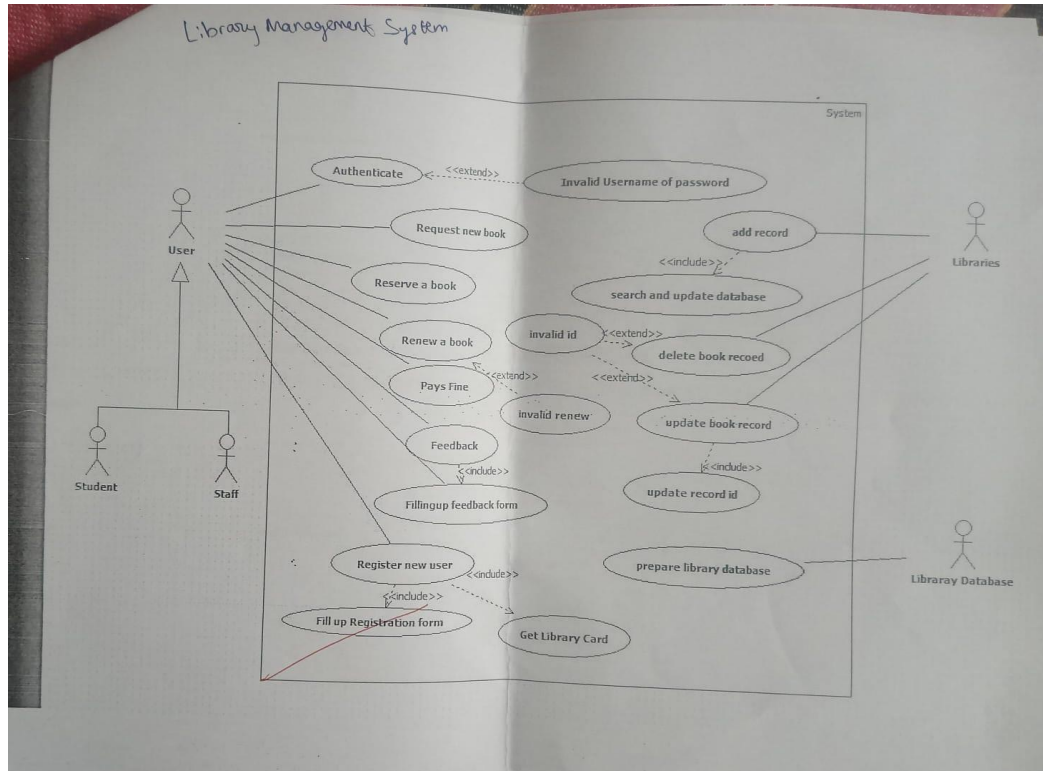 Library Management System
System
Authenticate
<<extend>>
Invalid Username of password
Request new book
add record
User
Libraries
<<include>>
Reserve a book
search and update database
invalid id
<<extend>>
Renew a book
delete book recoed
<<extend>>
<<extend>>
Pays Fine
invalid renew
update book record
Feedback
<<include>>
<<include>>
Student
Staff
update record id
Fillingup feedback form
Register new user
<<include>>
prepare library database
Libraray Database
<<include>>
Fill up Registration form
Get Library Card